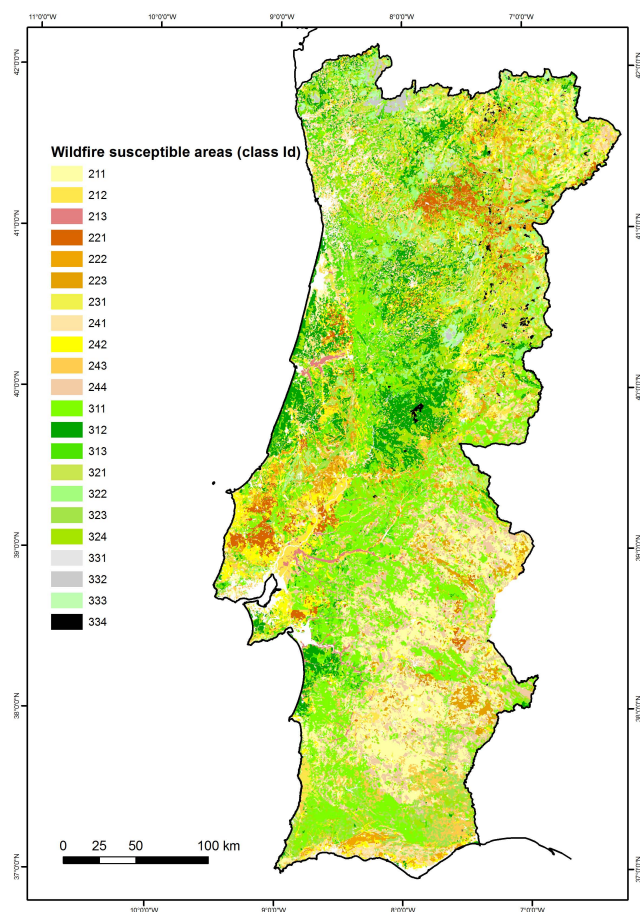 11°0'0"W 10°0'0"W 9°0'0"W 8°0'0"W 7°0'0"W
42°0'0"N 42°0'0"N
Wildfire susceptible areas (class Id)
211
212
213
221
222
223
231
241
242
243
244
311
312
313
321
322
323
324
331
332
333
334
41°0'0"N 41°0'0"N
40°0'0"N 40°0'0"N
39°0'0"N 39°0'0"N
38°0'0"N 38°0'0"N
0 25 50 100 km
37°0'0"N 37°0'0"N
10°0'0"W 9°0'0"W 8°0'0"W 7°0'0"W